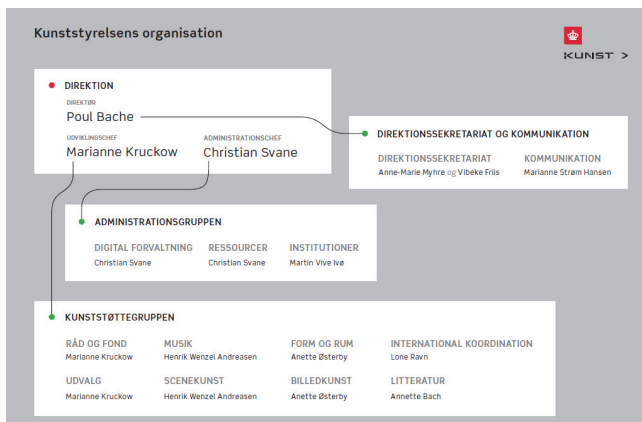 Kunststyrelsens organisation
KUNST >
DIREKTION
DIREKTØR
Poul Bache
UDVIKLINGSCHEF ADMINISTRATIONSCHEF
Marianne Kruckow Christian Svane
DIREKTIONSSEKRETARIAT OG KOMMUNIKATION
DIREKTIONSSEKRETARIAT KOMMUNIKATION
Anne-Marie Myhre og Vibeke Friis Marianne Strøm Hansen
ADMINISTRATIONSGRUPPEN
DIGITAL FORVALTNING RESSOURCER INSTITUTIONER
Christian Svane Christian Svane Martin Vive Ivø
KUNSTSTØTTEGRUPPEN
RÅD OG FOND MUSIK FORM OG RUM INTERNATIONAL KOORDINATION
Marianne Kruckow Henrik Wenzel Andreasen Anette Østerby Lone Ravn
UDVALG SCENEKUNST BILLEDKUNST LITTERATUR
Marianne Kruckow Henrik Wenzel Andreasen Anette Østerby Annette Bach